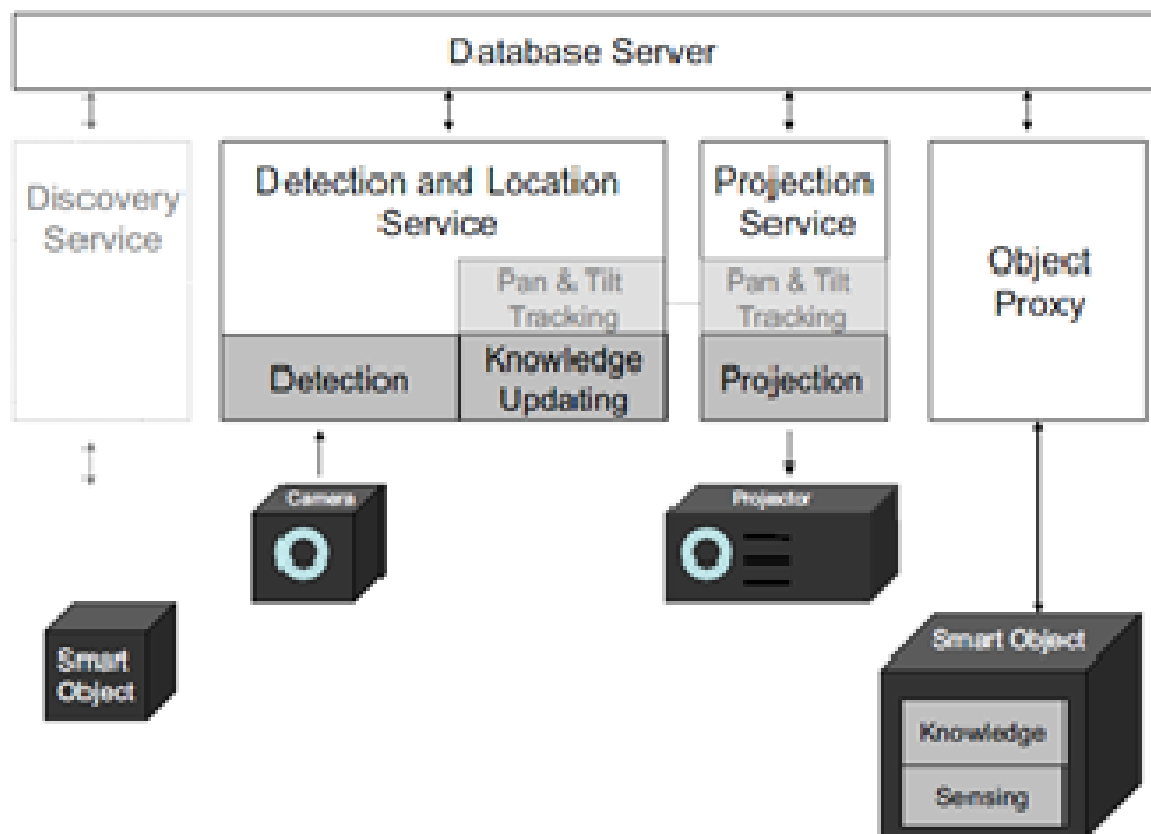 Database Server
Discovery
Service
Detection and Location
Service
Projection
Service
Object
Proxy
Pan & Tilt
Tracking
Pan & Tilt
Tracking
Detection
Knowledge
Updating
Projection
Camera
Projector
Smart
Object
Smart Object
Knowledge
Sensing